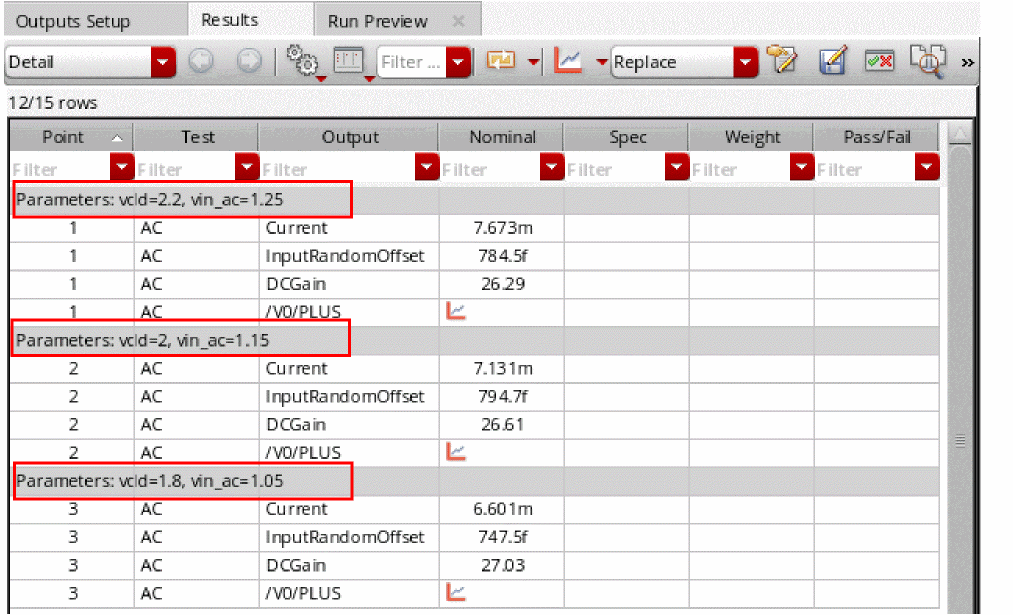 Outputs Setup Results Run Preview
Detail Filter ... Replace »
12/15 rows
Point Test Output Nominal Spec Weight Pass/Fail
Filter Filter Filter Filter Filter Filter Filter
Parameters: vcld=2.2, vin_ac=1.25
1 AC Current 7.673m
1 AC InputRandomOffset 784.5f
1 AC DCGain 26.29
1 AC /V0/PLUS
Parameters: vcld=2, vin_ac=1.15
2 AC Current 7.131m
2 AC InputRandomOffset 794.7f
2 AC DCGain 26.61
2 AC /V0/PLUS
Parameters: vcld=1.8, vin_ac=1.05
3 AC Current 6.601m
3 AC InputRandomOffset 747.5f
3 AC DCGain 27.03
3 AC /V0/PLUS